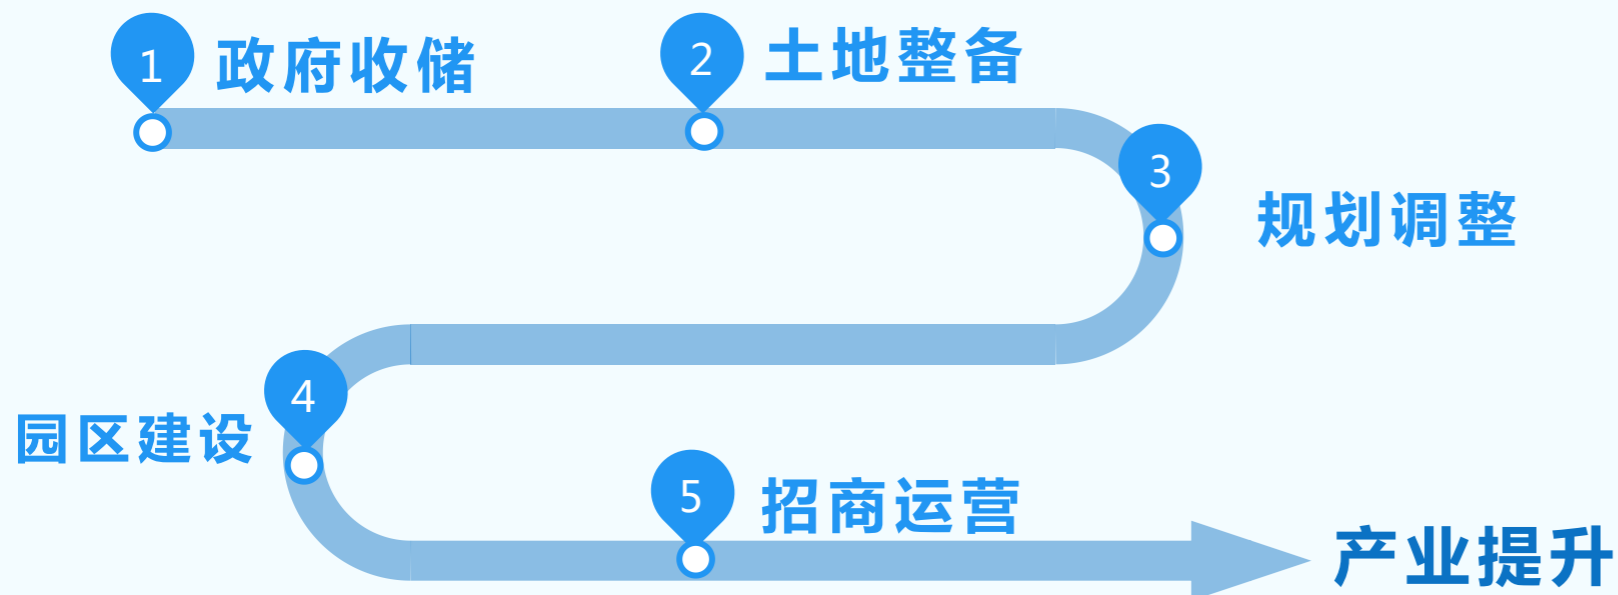 1 政府收储
2 土地整备
3 规划调整
4 园区建设
5 招商运营
产业提升